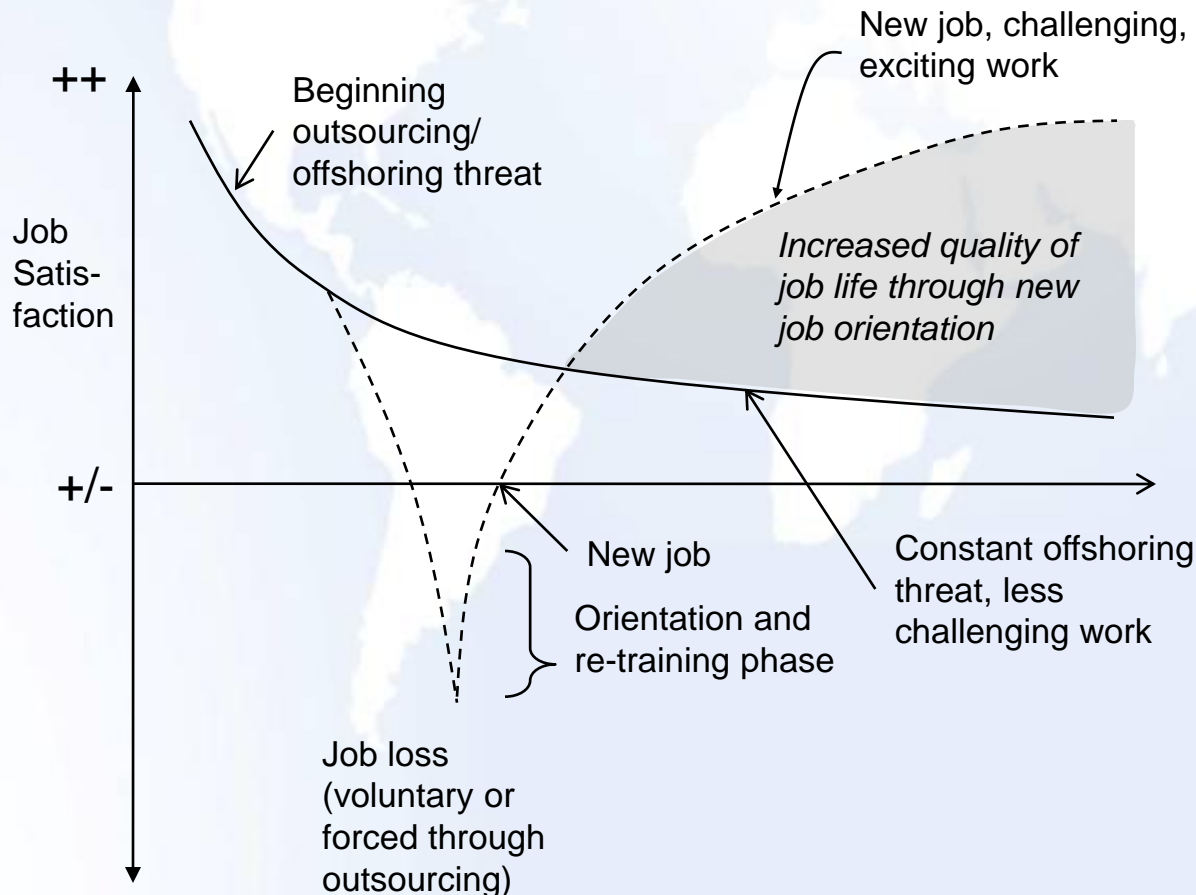 New job, challenging,
exciting work
++
Beginning
outsourcing/
offshoring threat
Job
Satis-
faction
Increased quality of
job life through new
job orientation
+/-
New job
Orientation and
re-training phase
Constant offshoring
threat, less
challenging work
Job loss
(voluntary or
forced through
outsourcing)